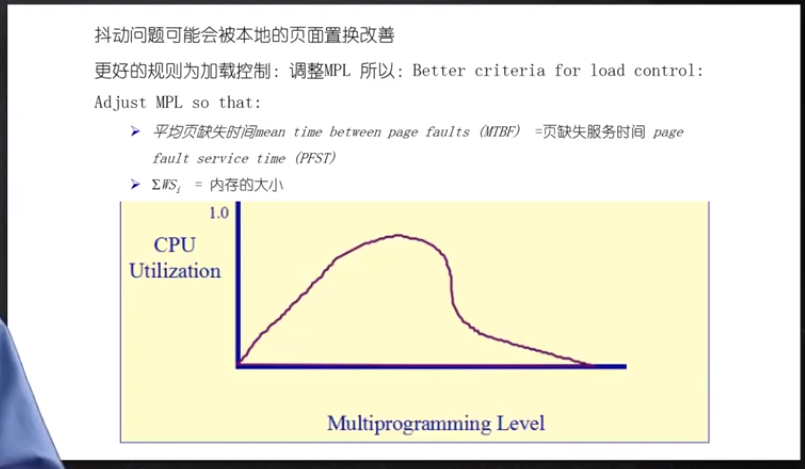 抖动问题可能会被本地的页面置换改善
更好的规则为加载控制：调整MPL 所以：Better criteria for load control:
Adjust MPL so that:
➢ 平均页缺失时间mean time between page faults (MTBF) =页缺失服务时间 page
fault service time (PFST)
➢ ΣWSi = 内存的大小
1.0
CPU
Utilization
Multiprogramming Level